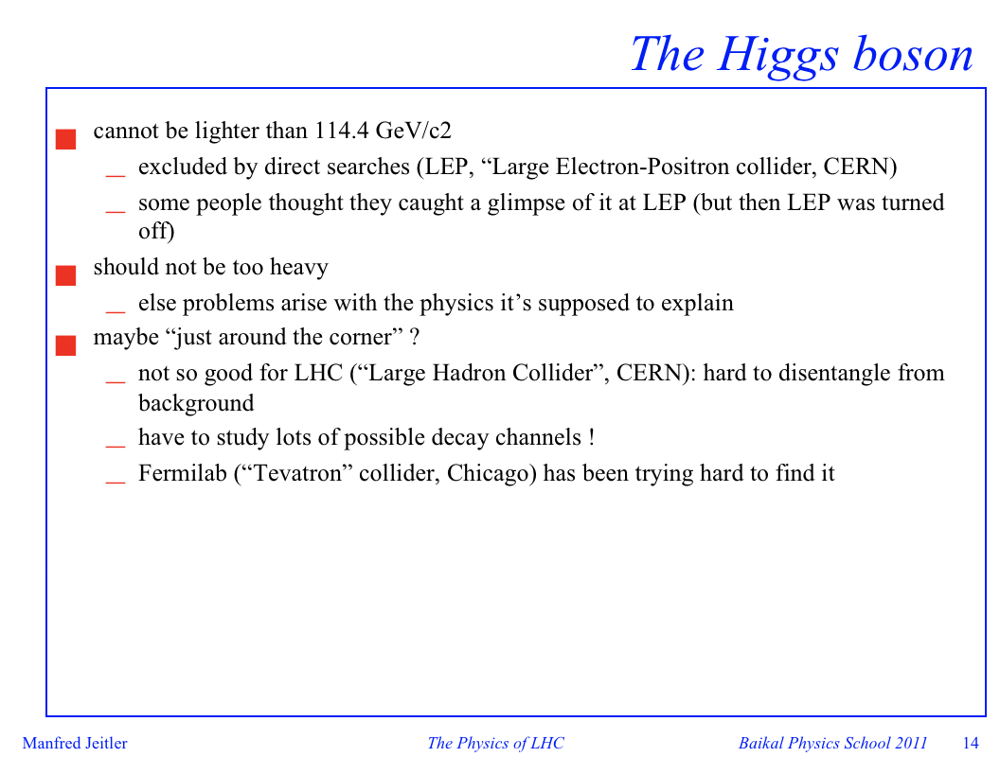 The Higgs boson
cannot be lighter than 114.4 GeV/c2
excluded by direct searches (LEP, “Large Electron-Positron collider, CERN)
some people thought they caught a glimpse of it at LEP (but then LEP was turned
off)
should not be too heavy
else problems arise with the physics it’s supposed to explain
maybe “just around the corner” ?
not so good for LHC (“Large Hadron Collider”, CERN): hard to disentangle from
background
have to study lots of possible decay channels !
Fermilab (“Tevatron” collider, Chicago) has been trying hard to find it
Manfred Jeitler The Physics of LHC Baikal Physics School 2011 14